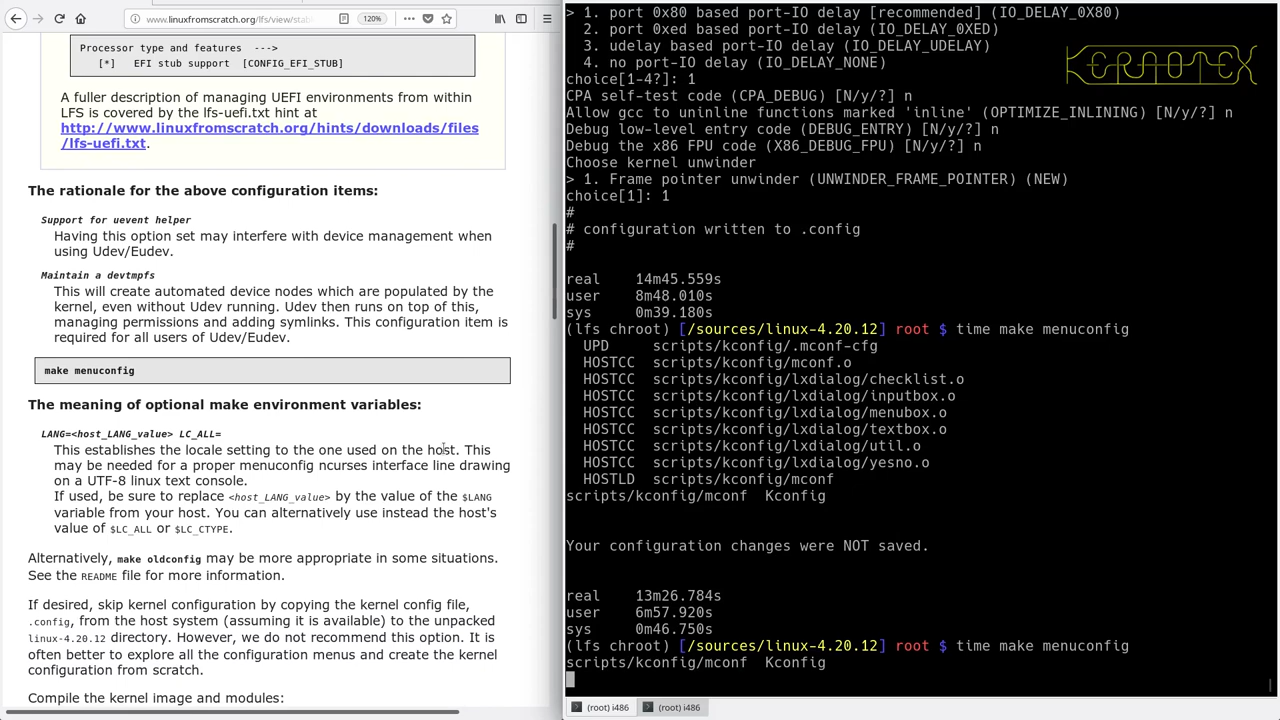 www.linuxfromscratch.org/lfs/view/stab
120%
Processor type and features  --->
[*]   EFI stub support  [CONFIG_EFI_STUB]
A fuller description of managing UEFI environments from within
LFS is covered by the lfs-uefi.txt hint at
http://www.linuxfromscratch.org/hints/downloads/files
/lfs-uefi.txt.
The rationale for the above configuration items:
Support for uevent helper
Having this option set may interfere with device management when
using Udev/Eudev.
Maintain a devtmpfs
This will create automated device nodes which are populated by the
kernel, even without Udev running. Udev then runs on top of this,
managing permissions and adding symlinks. This configuration item is
required for all users of Udev/Eudev.
make menuconfig
The meaning of optional make environment variables:
LANG=<host_LANG_value> LC_ALL=
This establishes the locale setting to the one used on the host. This
may be needed for a proper menuconfig ncurses interface line drawing
on a UTF-8 linux text console.
If used, be sure to replace <host_LANG_value> by the value of the $LANG
variable from your host. You can alternatively use instead the host's
value of $LC_ALL or $LC_CTYPE.
Alternatively, make oldconfig may be more appropriate in some situations.
See the README file for more information.
If desired, skip kernel configuration by copying the kernel config file,
.config, from the host system (assuming it is available) to the unpacked
linux-4.20.12 directory. However, we do not recommend this option. It is
often better to explore all the configuration menus and create the kernel
configuration from scratch.
Compile the kernel image and modules:
> 1. port 0x80 based port-IO delay [recommended] (IO_DELAY_0X80)
2. port 0xed based port-IO delay (IO_DELAY_0XED)
3. udelay based port-IO delay (IO_DELAY_UDELAY)
4. no port-IO delay (IO_DELAY_NONE)
choice[1-4?]: 1
CPA self-test code (CPA_DEBUG) [N/y/?] n
Allow gcc to uninline functions marked 'inline' (OPTIMIZE_INLINING) [N/y/?] n
Debug low-level entry code (DEBUG_ENTRY) [N/y/?] n
Debug the x86 FPU code (X86_DEBUG_FPU) [N/y/?] n
Choose kernel unwinder
> 1. Frame pointer unwinder (UNWINDER_FRAME_POINTER) (NEW)
choice[1]: 1
#
# configuration written to .config
#
real    14m45.559s
user    8m48.010s
sys     0m39.180s
(lfs chroot) [/sources/linux-4.20.12] root $ time make menuconfig
UPD     scripts/kconfig/.mconf-cfg
HOSTCC  scripts/kconfig/mconf.o
HOSTCC  scripts/kconfig/lxdialog/checklist.o
HOSTCC  scripts/kconfig/lxdialog/inputbox.o
HOSTCC  scripts/kconfig/lxdialog/menubox.o
HOSTCC  scripts/kconfig/lxdialog/textbox.o
HOSTCC  scripts/kconfig/lxdialog/util.o
HOSTCC  scripts/kconfig/lxdialog/yesno.o
HOSTLD  scripts/kconfig/mconf
scripts/kconfig/mconf  Kconfig
Your configuration changes were NOT saved.
real    13m26.784s
user    6m57.920s
sys     0m46.750s
(lfs chroot) [/sources/linux-4.20.12] root $ time make menuconfig
scripts/kconfig/mconf  Kconfig
(root) i486
(root) i486